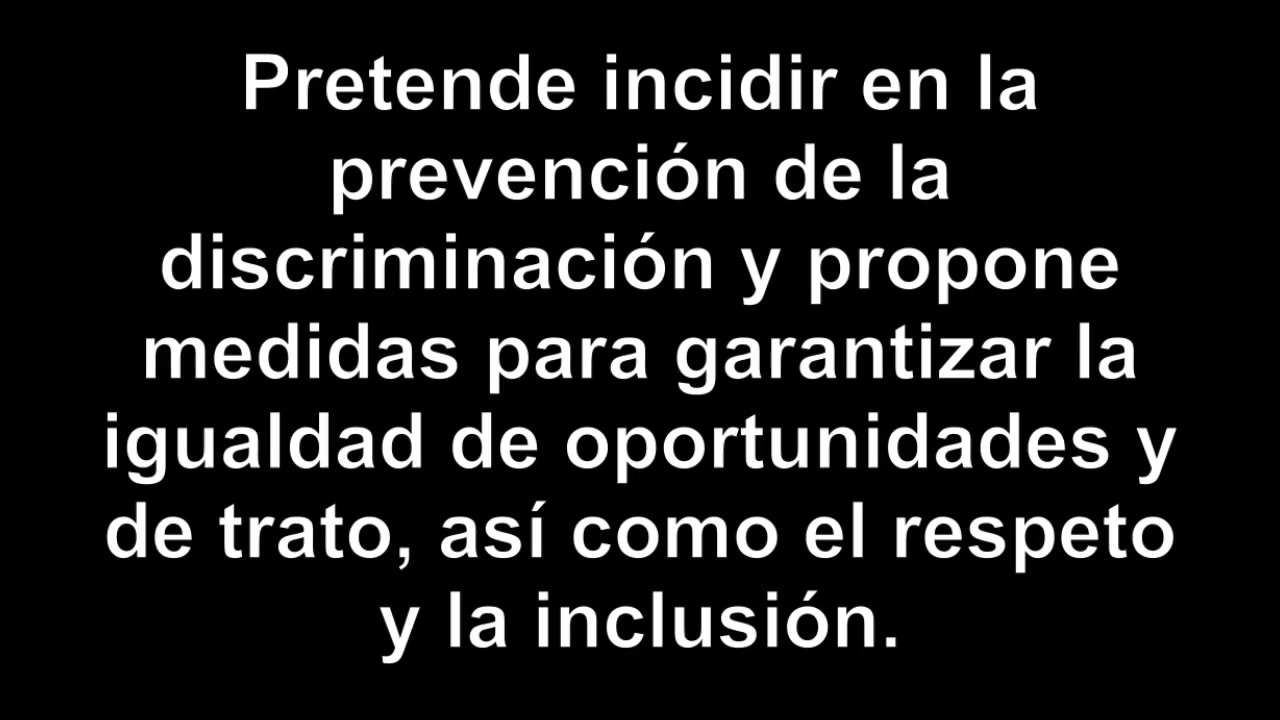 Pretende incidir en la
prevención de la
discriminación y propone
medidas para garantizar la
igualdad de oportunidades y
de trato, así como el respeto
y la inclusión.